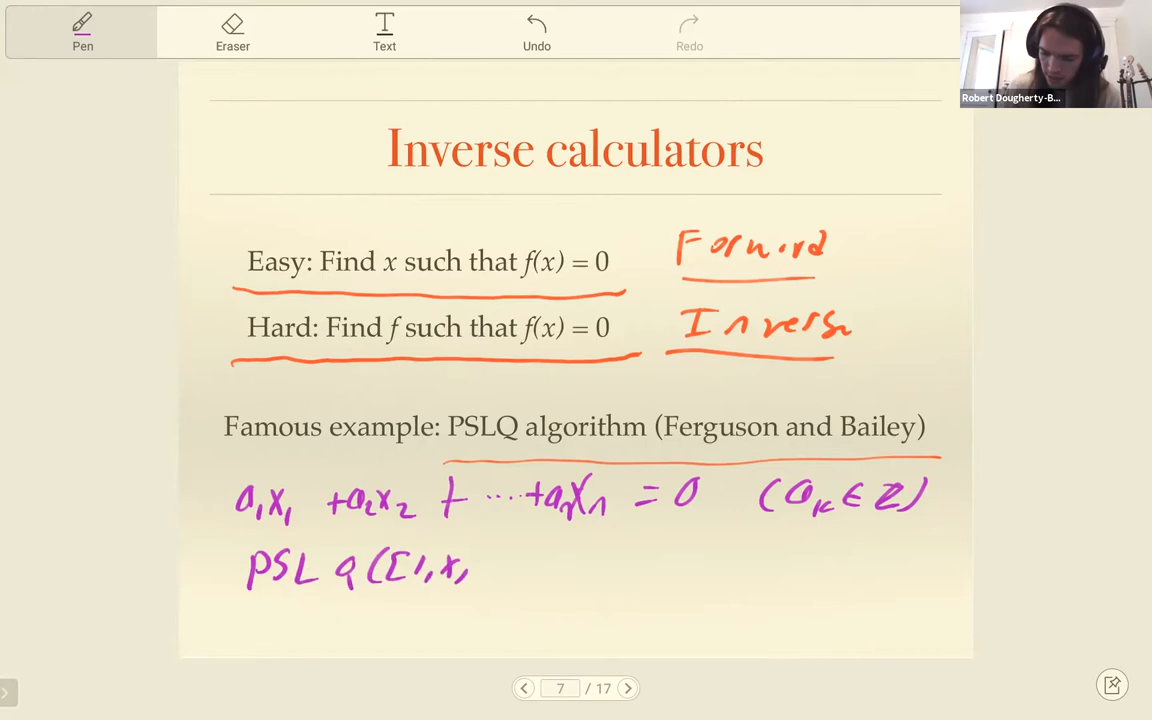 Pen Eraser Text Undo Redo
Robert Dougherty-B...
Inverse calculators
Easy: Find x such that f(x) = 0 Forward
Hard: Find f such that f(x) = 0 Inverse
Famous example: PSLQ algorithm (Ferguson and Bailey)
a₁x₁ + a₂x₂ + ....+ aₙxₙ = 0 (aₖ ∈ Z)
PSLQ([1, x,
7 / 17